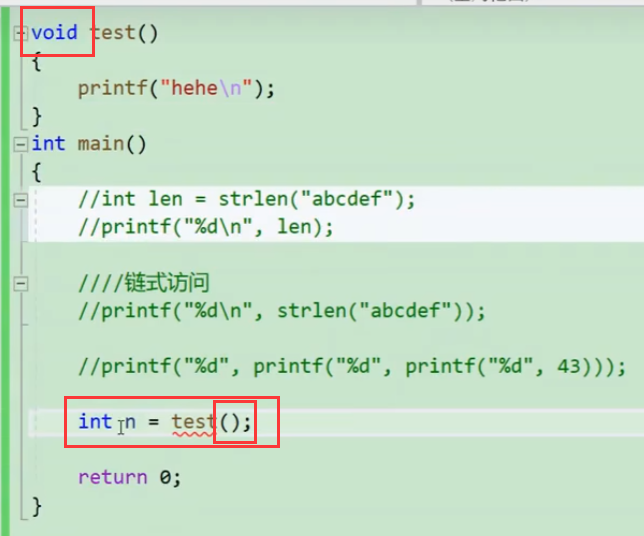 void test()
{
printf("hehe\n");
}
int main()
{
//int len = strlen("abcdef");
//printf("%d\n", len);
////链式访问
//printf("%d\n", strlen("abcdef"));
//printf("%d", printf("%d", printf("%d", 43)));
int n = test();
return 0;
}